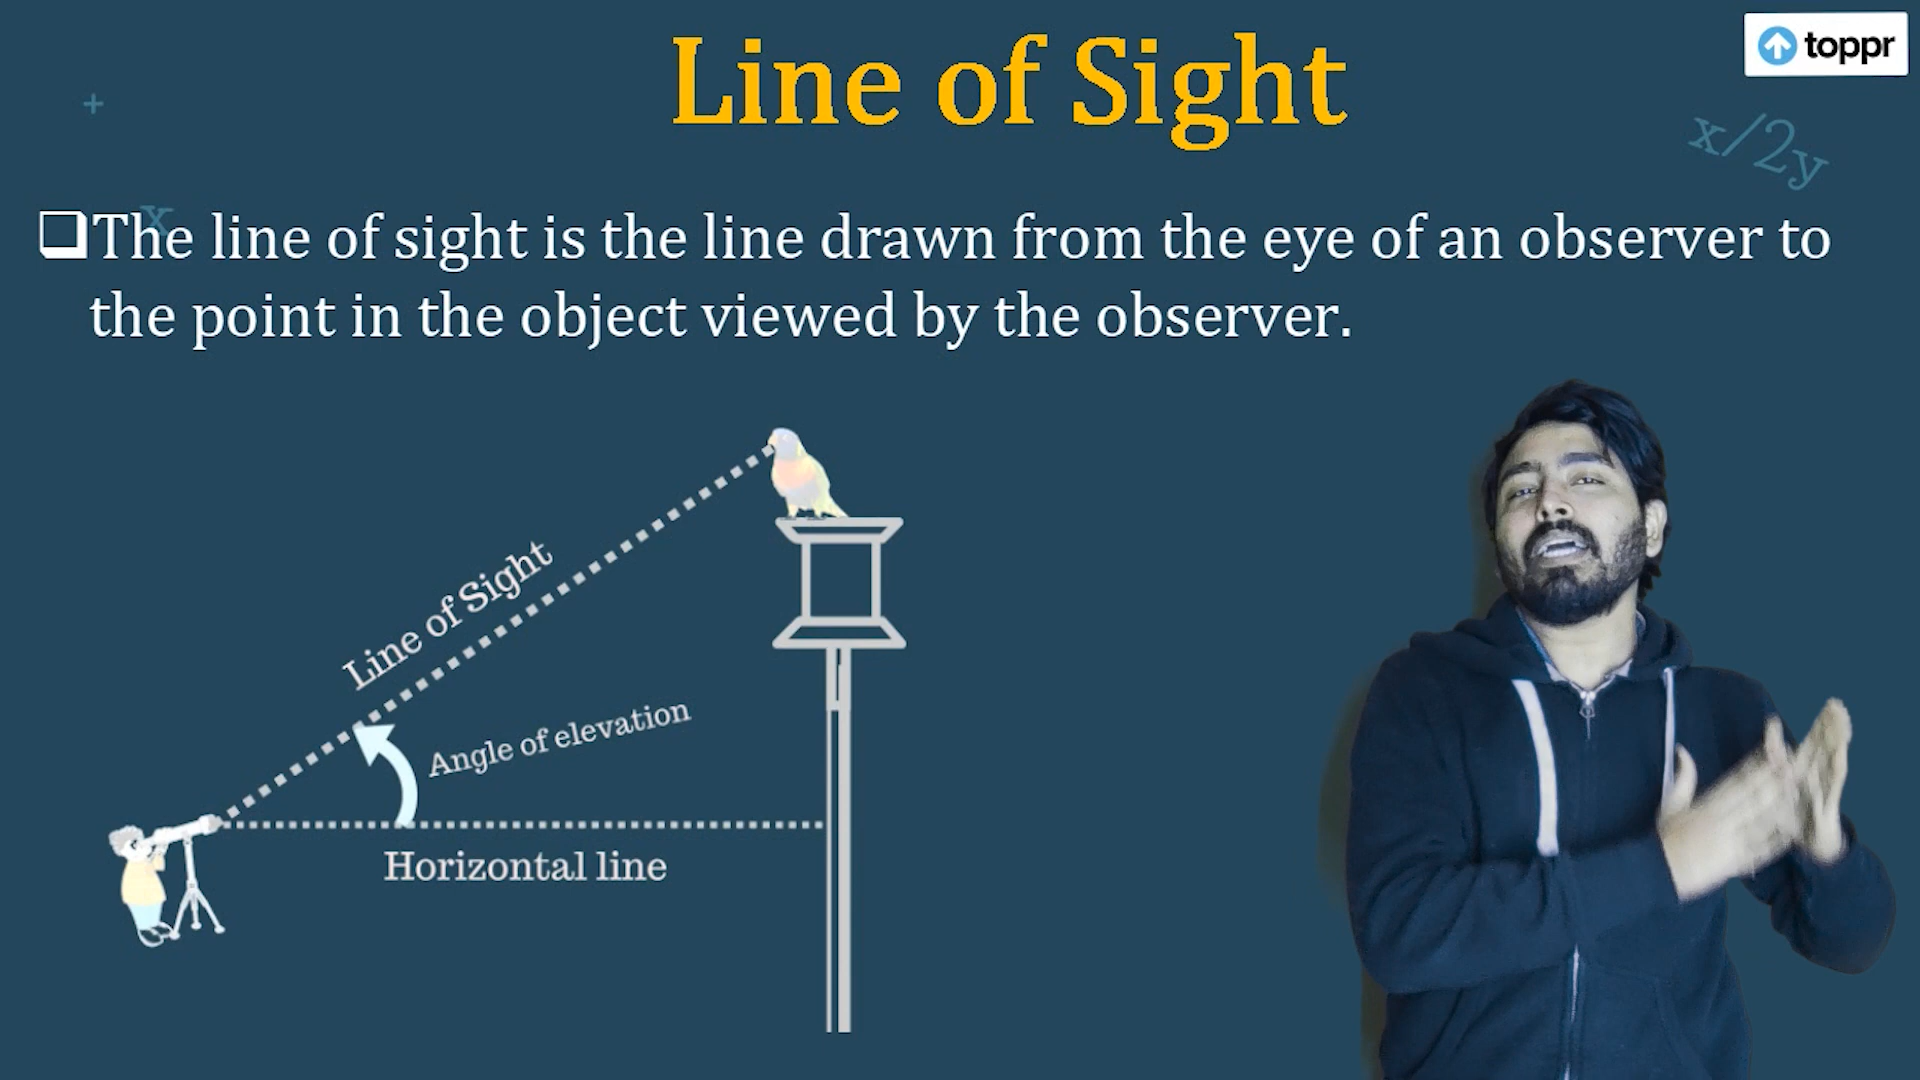 Line of Sight
toppr
+
x/2y
x
❑The line of sight is the line drawn from the eye of an observer to
the point in the object viewed by the observer.
Line of Sight
Angle of elevation
Horizontal line